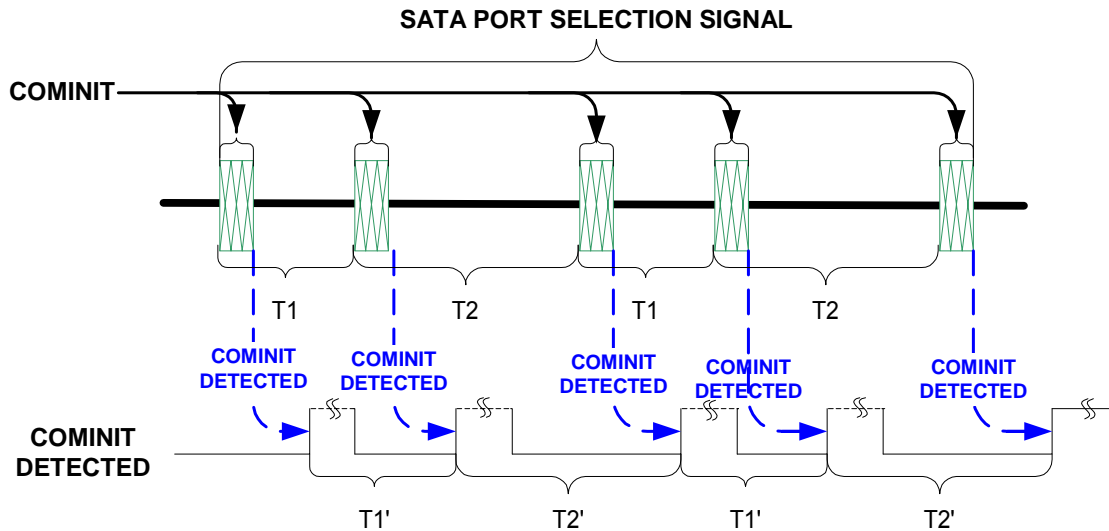 SATA PORT SELECTION SIGNAL
COMINIT
T1
T2
T1
T2
COMINIT
DETECTED
COMINIT
DETECTED
COMINIT
DETECTED
COMINIT
DETECTED
COMINIT
DETECTED
COMINIT
DETECTED
T1'
T2'
T1'
T2'